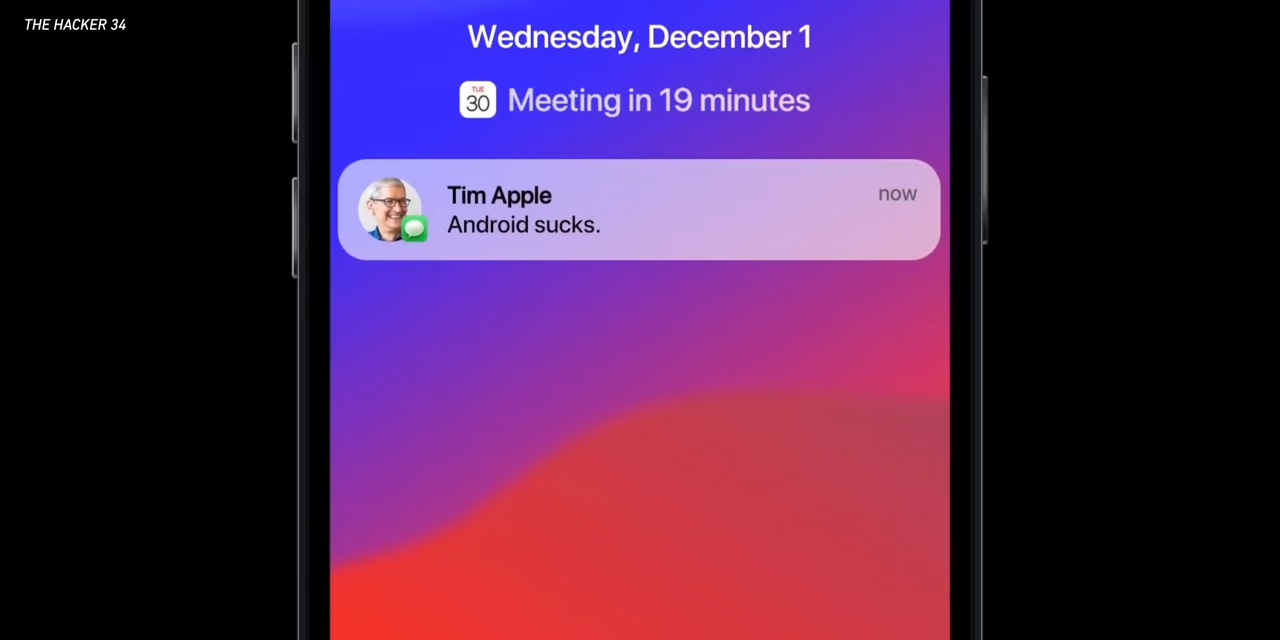 THE HACKER 34
Wednesday, December 1
TUE
30
Meeting in 19 minutes
Tim Apple
now
Android sucks.